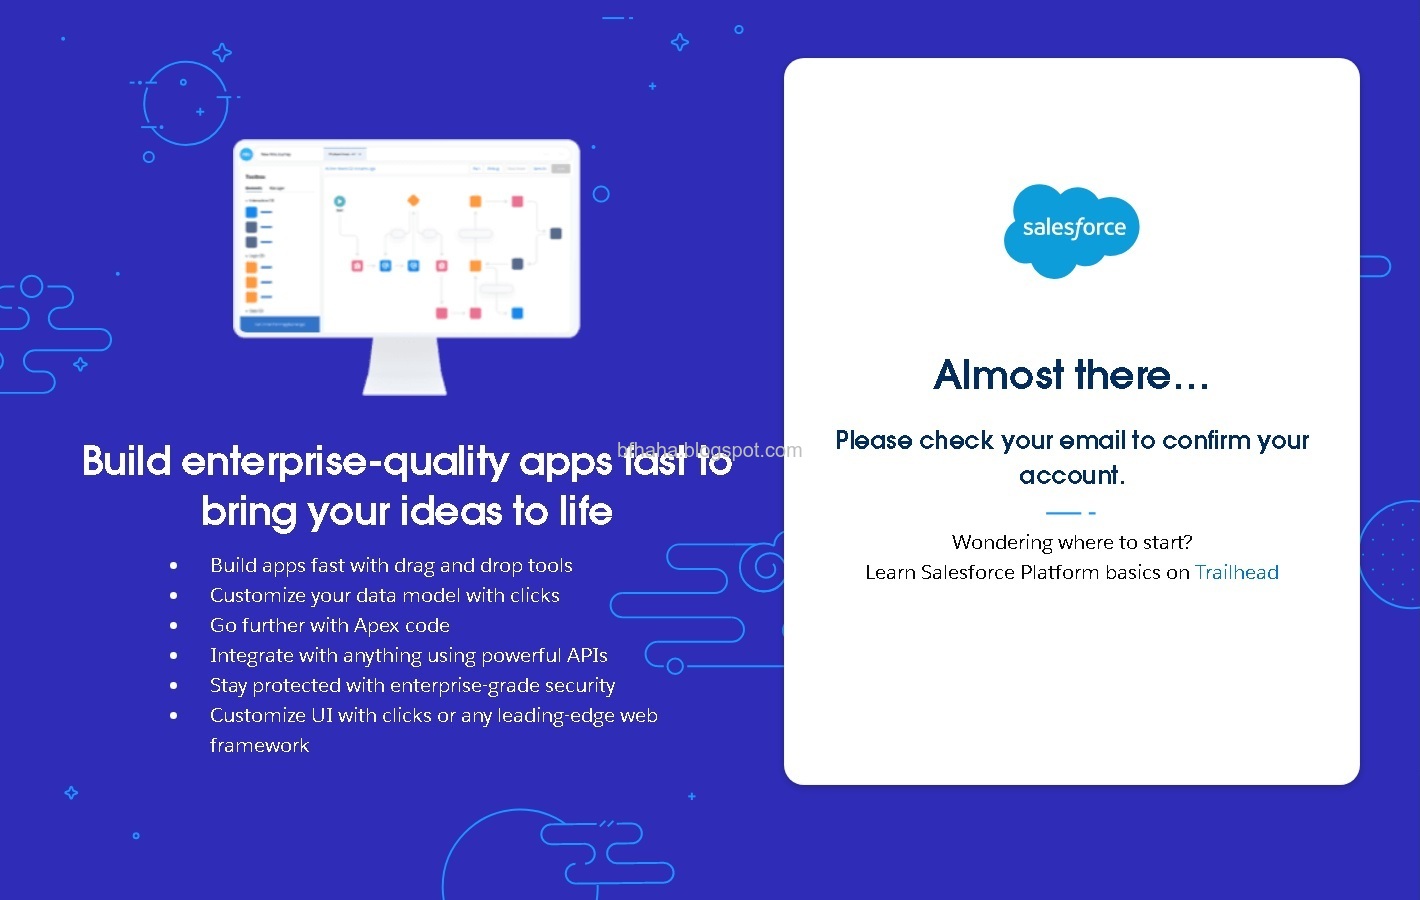 Toolbox
Build enterprise-quality apps fast to
bring your ideas to life
Build apps fast with drag and drop tools
Customize your data model with clicks
Go further with Apex code
Integrate with anything using powerful APIs
Stay protected with enterprise-grade security
Customize UI with clicks or any leading-edge web
framework
bfhaha.blogspot.com
salesforce
Almost there...
Please check your email to confirm your
account.
Wondering where to start?
Learn Salesforce Platform basics on Trailhead